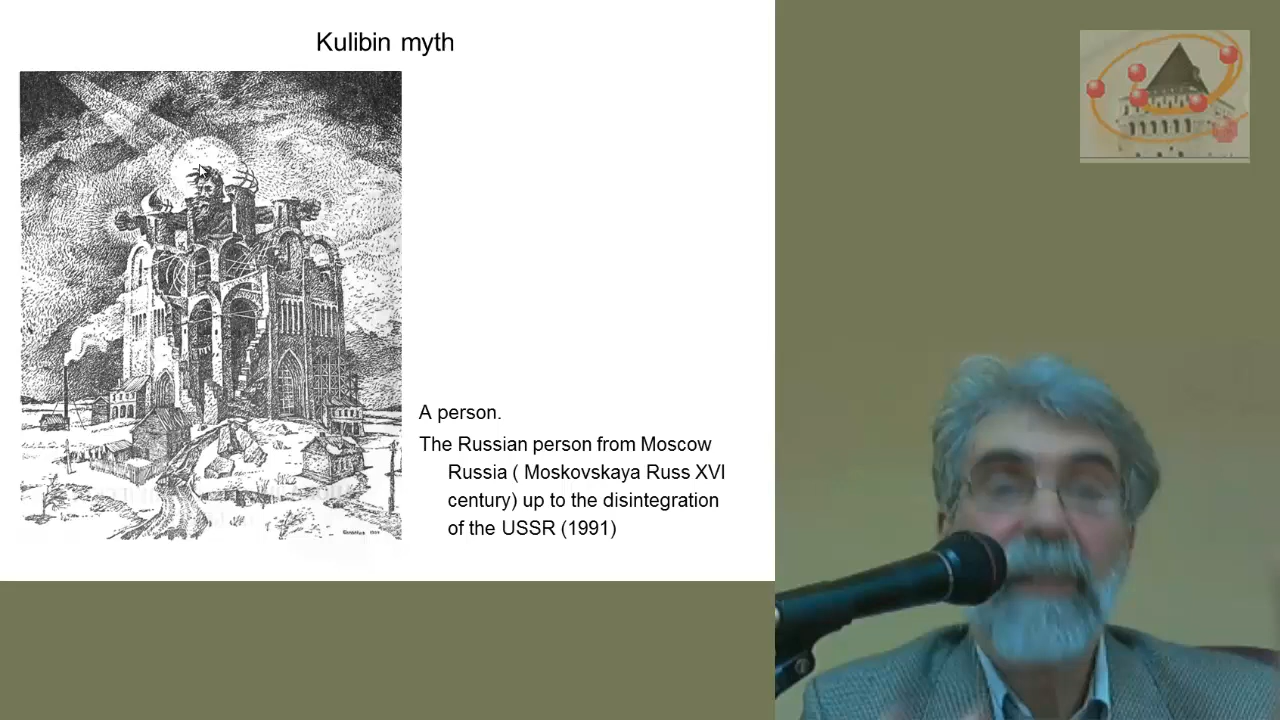 Kulibin myth
A person.
The Russian person from Moscow
Russia ( Moskovskaya Russ XVI
century) up to the disintegration
of the USSR (1991)